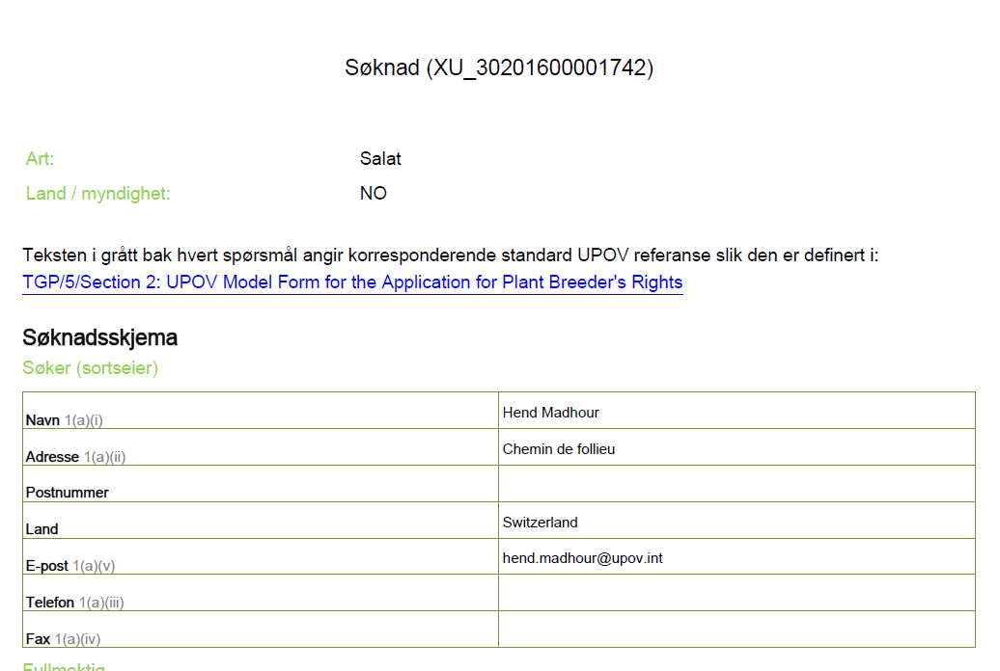 Søknad (XU_30201600001742)
Art: Salat
Land / myndighet: NO
Teksten i grått bak hvert spørsmål angir korresponderende standard UPOV referanse slik den er definert i:
TGP/5/Section 2: UPOV Model Form for the Application for Plant Breeder's Rights
Søknadsskjema
Søker (sortseier)
Navn 1(a)(i) Hend Madhour
Adresse 1(a)(ii) Chemin de follieu
Postnummer
Land Switzerland
E-post 1(a)(v) hend.madhour@upov.int
Telefon 1(a)(iii)
Fax 1(a)(iv)
Fullmektig